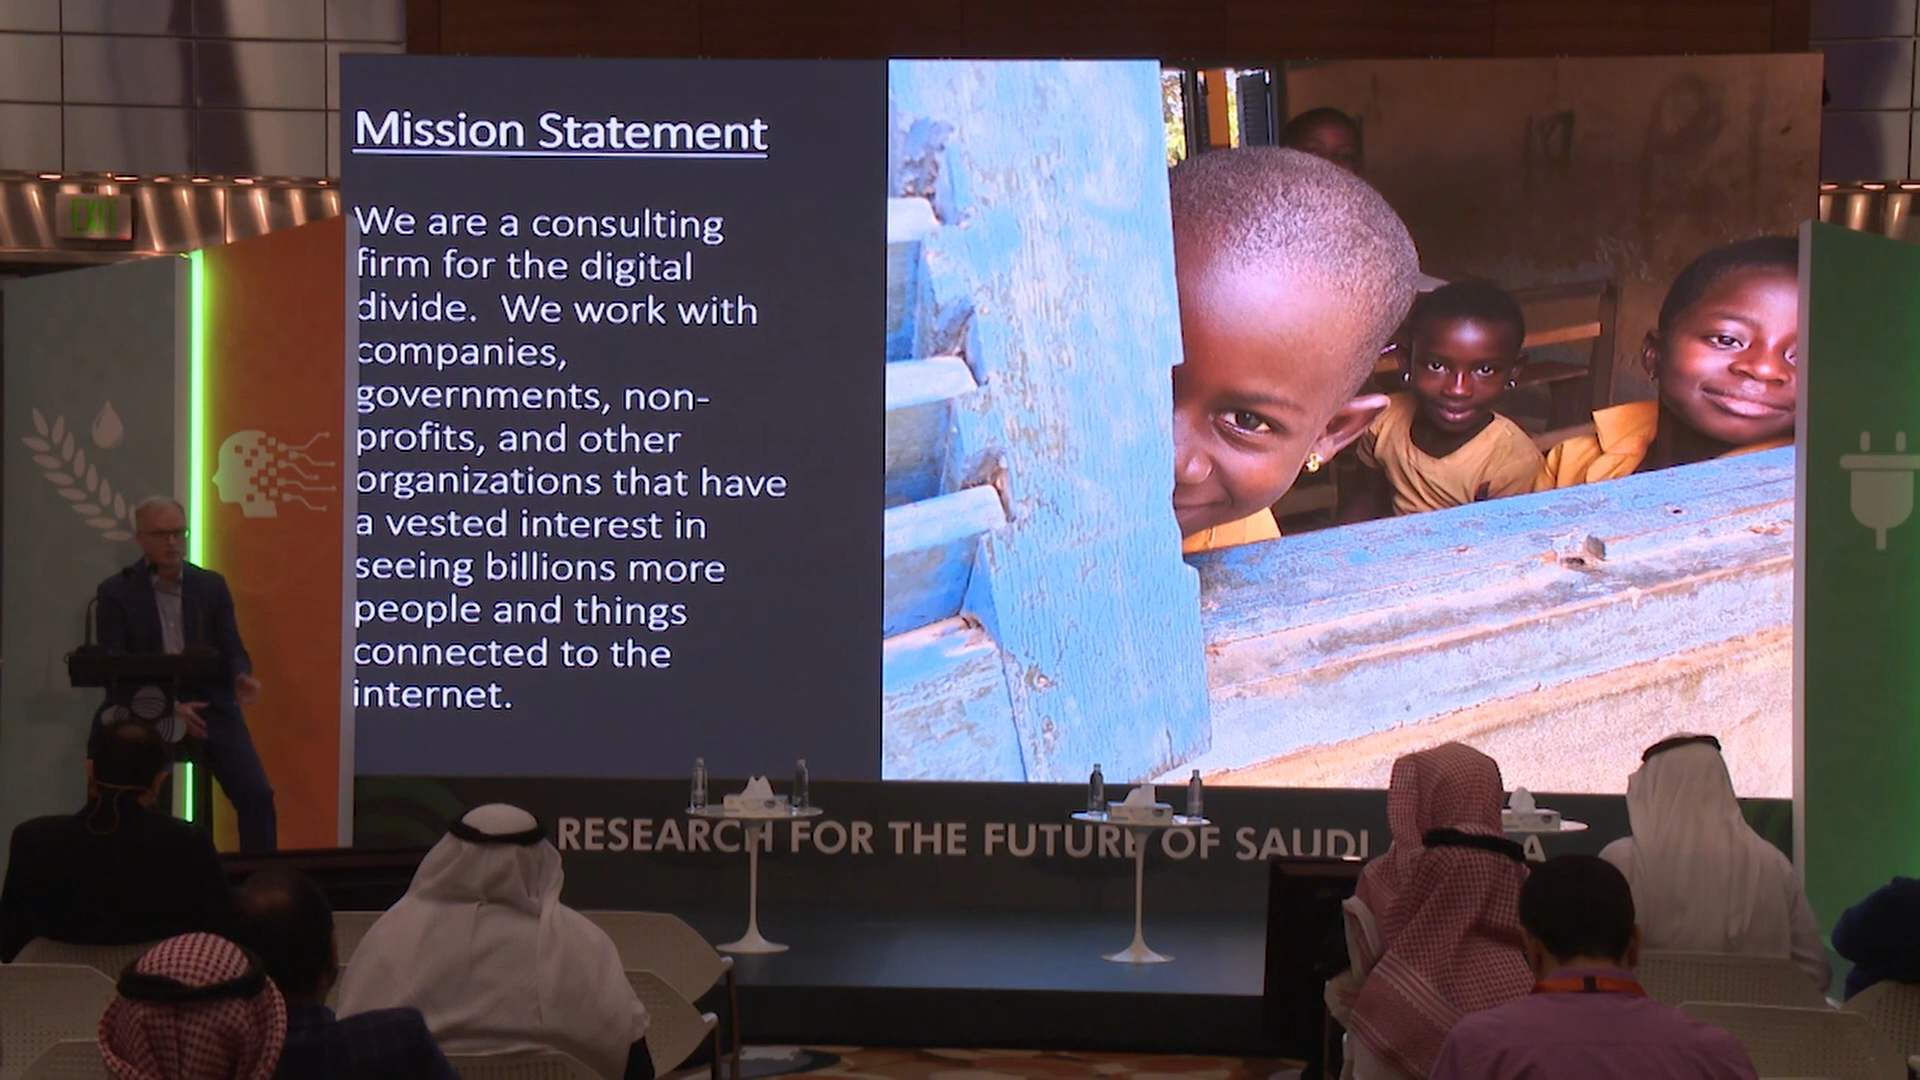 Mission Statement
We are a consulting
firm for the digital
divide.  We work with
companies,
governments, non-
profits, and other
organizations that have
a vested interest in
seeing billions more
people and things
connected to the
internet.
EXIT
RESEARCH FOR THE FUTURE OF SAUDI